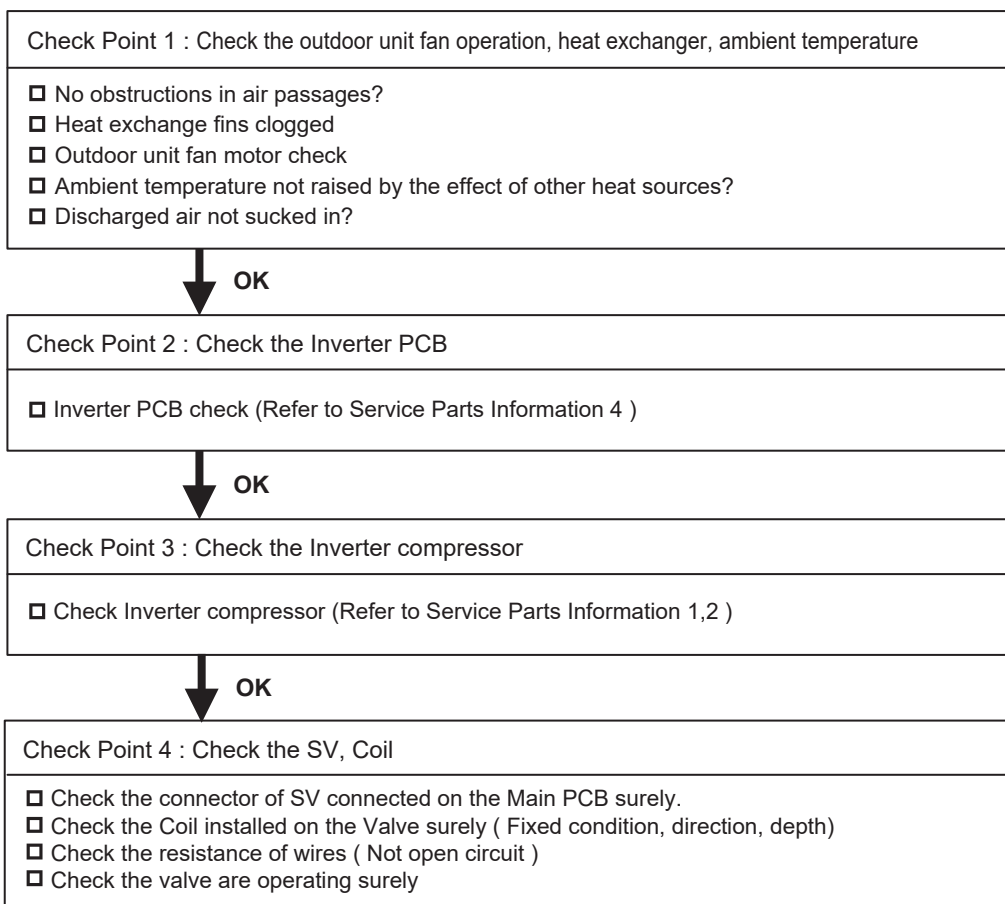 Check Point 1 : Check the outdoor unit fan operation, heat exchanger, ambient temperature
No obstructions in air passages?
Heat exchange fins clogged
Outdoor unit fan motor check
Ambient temperature not raised by the effect of other heat sources?
Discharged air not sucked in?
OK
Check Point 2 : Check the Inverter PCB
Inverter PCB check (Refer to Service Parts Information 4 )
OK
Check Point 3 : Check the Inverter compressor
Check Inverter compressor (Refer to Service Parts Information 1,2 )
OK
Check Point 4 : Check the SV, Coil
Check the connector of SV connected on the Main PCB surely.
Check the Coil installed on the Valve surely ( Fixed condition, direction, depth)
Check the resistance of wires ( Not open circuit )
Check the valve are operating surely